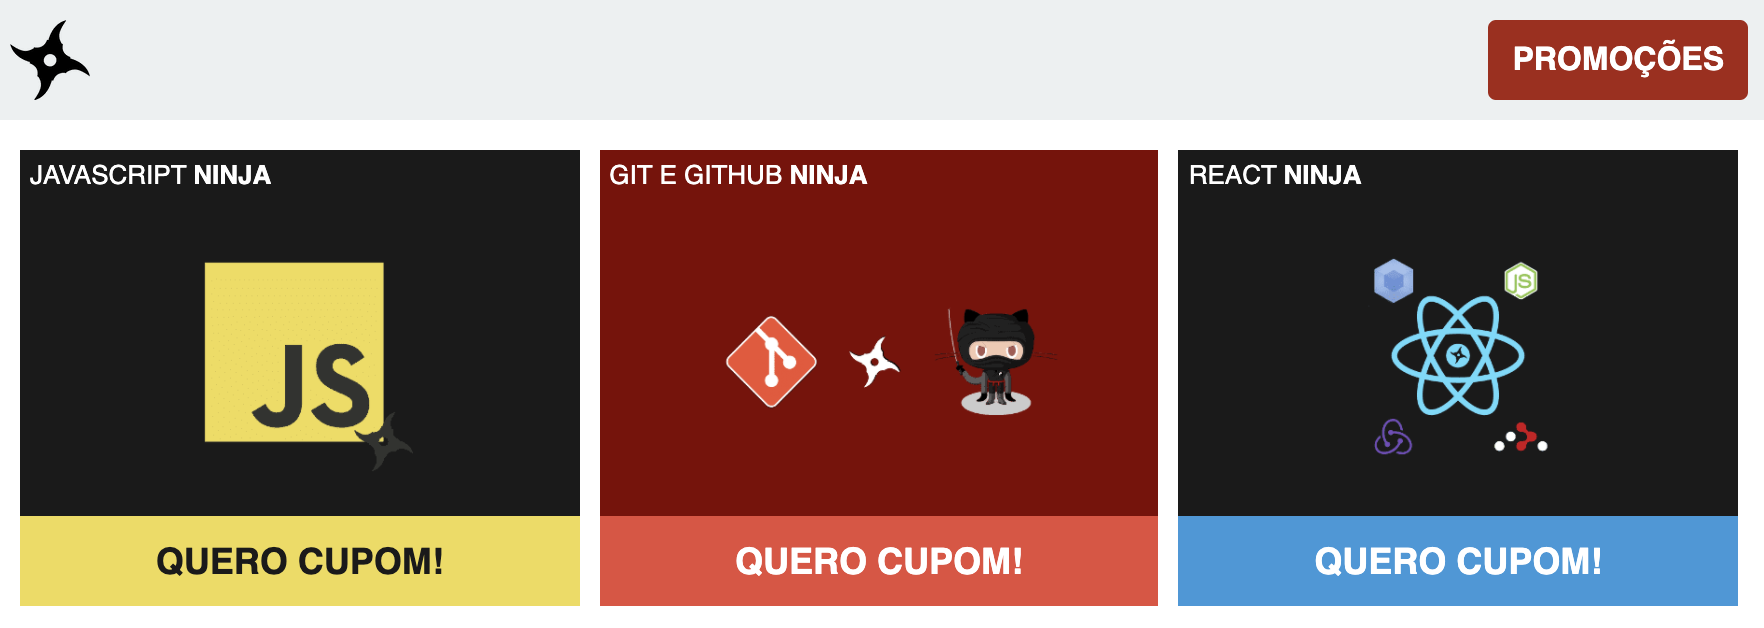 PROMOÇÕES
JAVASCRIPT NINJA
JS
QUERO CUPOM!
GIT E GITHUB NINJA
QUERO CUPOM!
REACT NINJA
JS
QUERO CUPOM!